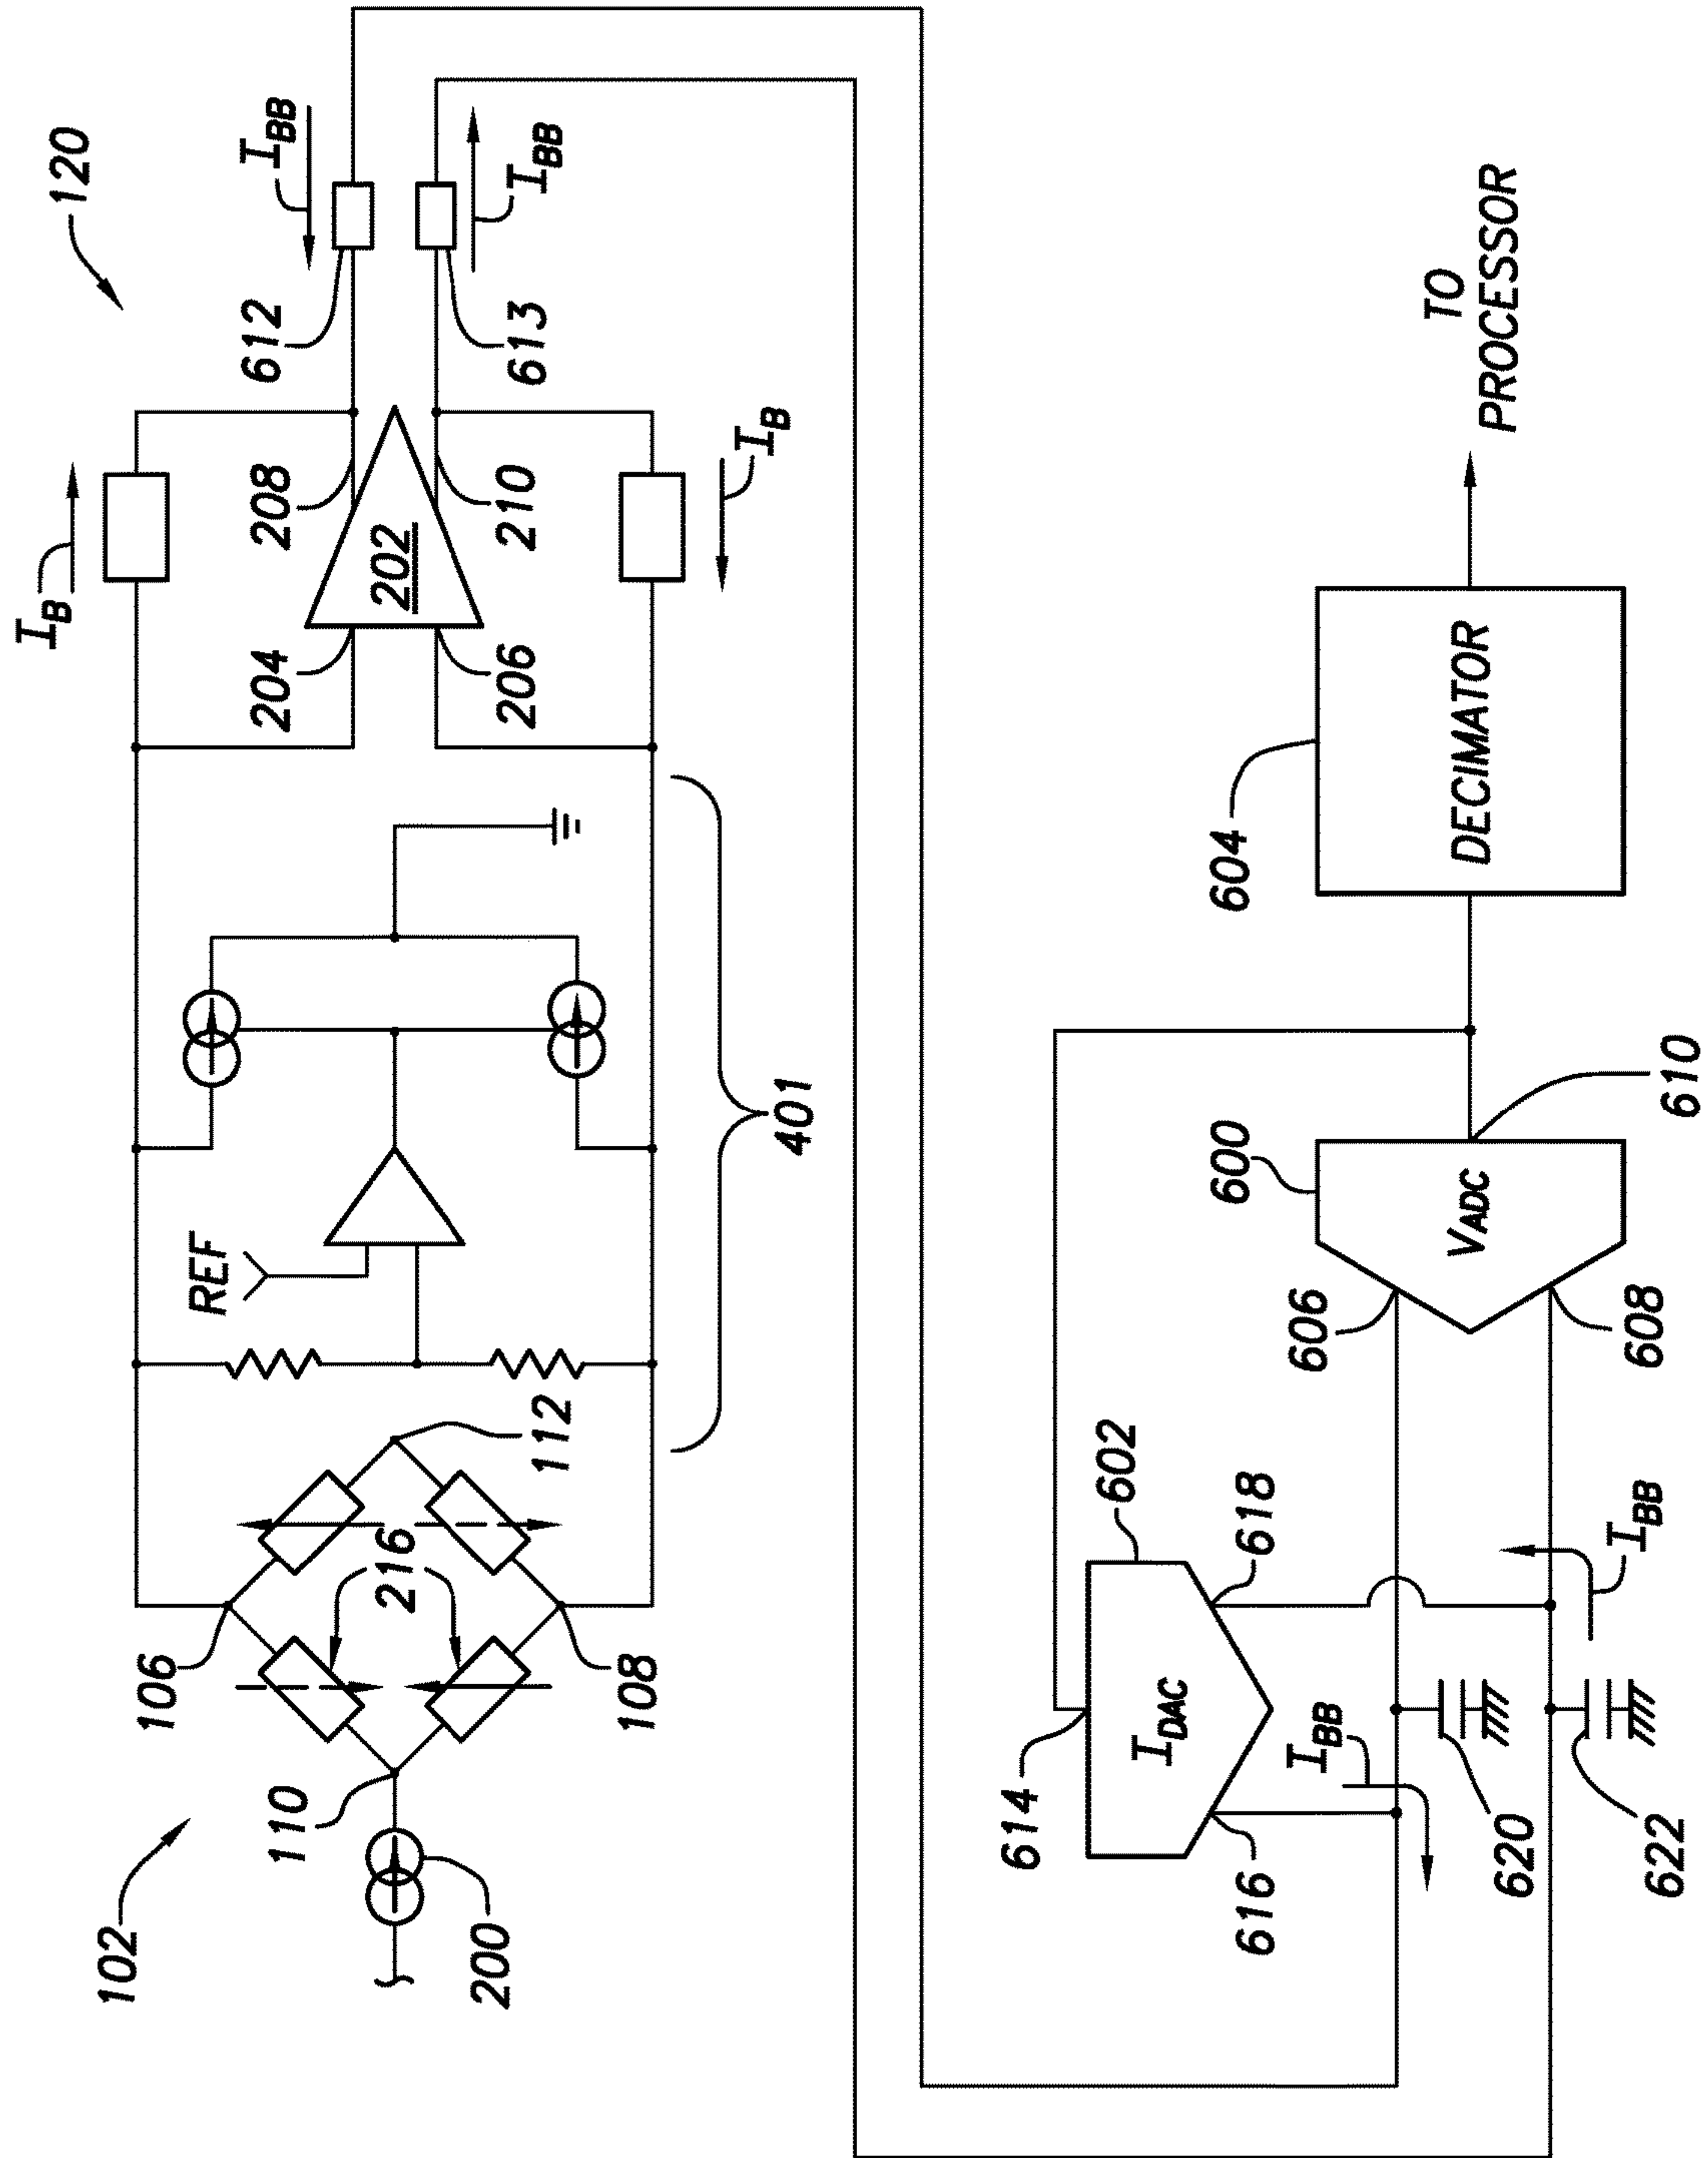 120
102
I_B
I_BB
106
REF
204
208
612
216
202
110
112
206
210
613
200
108
I_BB
401
I_B
614
602
600
604
TO
PROCESSOR
I_DAC
616
618
606
V_ADC
DECIMATOR
I_BB
620
608
610
622
I_BB